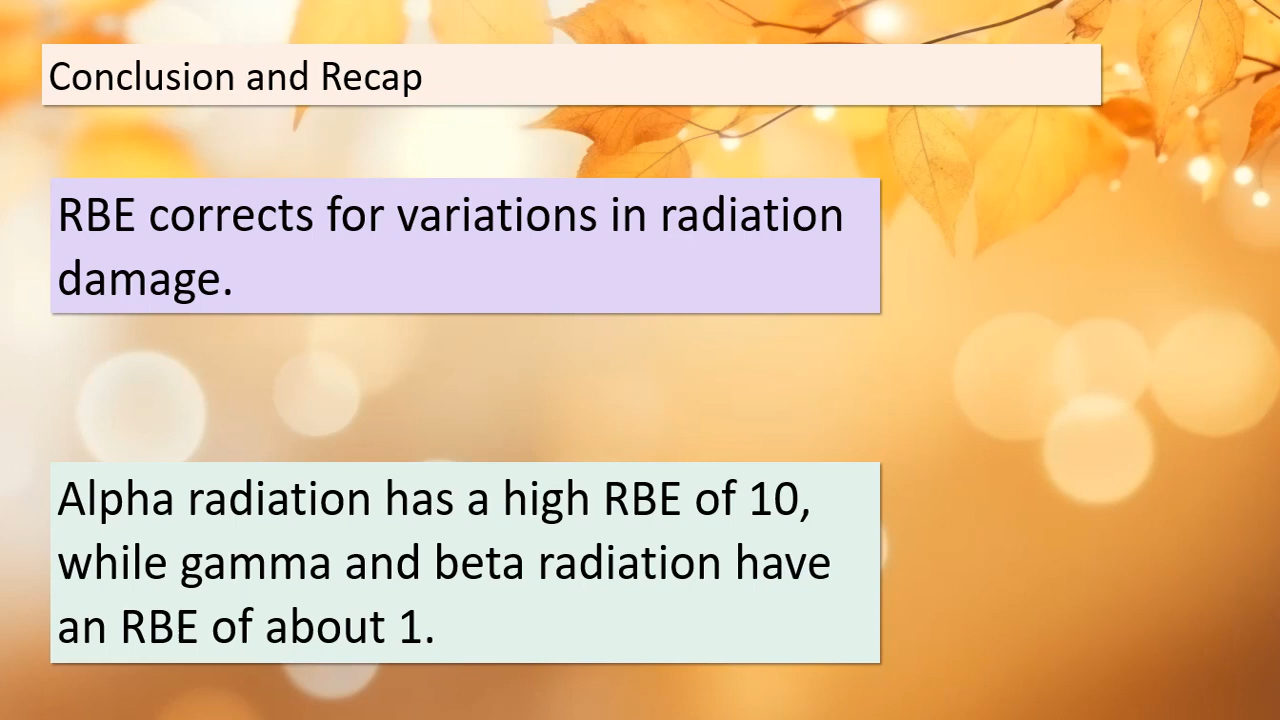 Conclusion and Recap
RBE corrects for variations in radiation
damage.
Alpha radiation has a high RBE of 10,
while gamma and beta radiation have
an RBE of about 1.